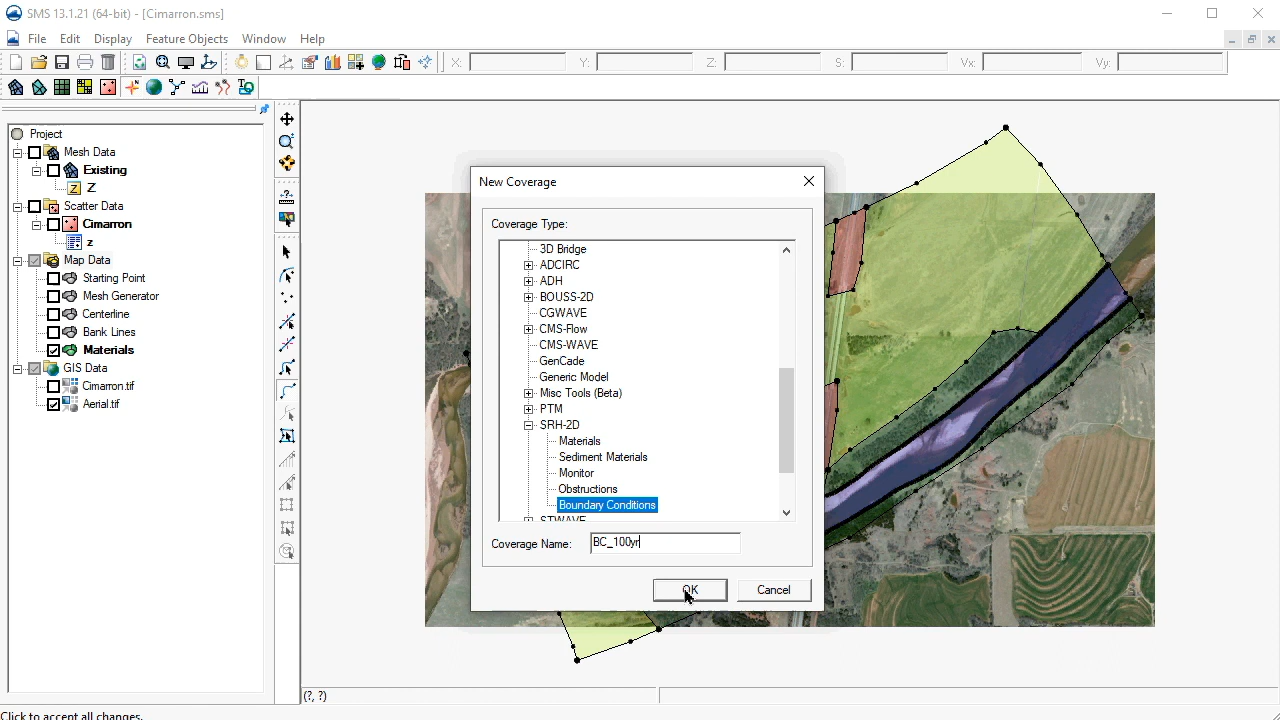 SMS 13.1.21 (64-bit) - [Cimarron.sms]
File Edit Display Feature Objects Window Help
X: Y: Z: S: Vx: Vy:
Project
Mesh Data
Existing
Z
Scatter Data
Cimarron
z
Map Data
Starting Point
Mesh Generator
Centerline
Bank Lines
Materials
GIS Data
Cimarron.tif
Aerial.tif
New Coverage
Coverage Type:
3D Bridge
ADCIRC
ADH
BOUSS-2D
CGWAVE
CMS-Flow
CMS-WAVE
GenCade
Generic Model
Misc Tools (Beta)
PTM
SRH-2D
Materials
Sediment Materials
Monitor
Obstructions
Boundary Conditions
STWAVE
Coverage Name: BC_100yr
OK Cancel
(?, ?)
Click to accept all changes.